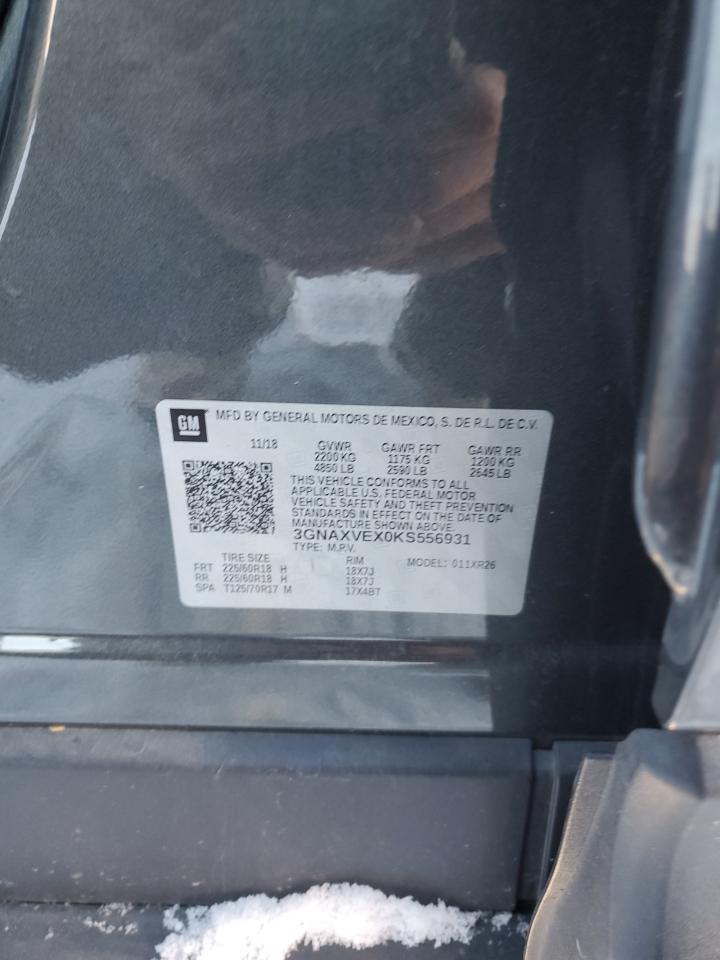 GM MFD BY GENERAL MOTORS DE MEXICO, S. DE R.L. DE C.V.
11/18 GVWR GAWR FRT GAWR RR
2200 KG 1175 KG 1200 KG
4850 LB 2590 LB 2645 LB
THIS VEHICLE CONFORMS TO ALL
APPLICABLE U.S. FEDERAL MOTOR
VEHICLE SAFETY AND THEFT PREVENTION
STANDARDS IN EFFECT ON THE DATE OF
MANUFACTURE SHOWN ABOVE.
3GNAXVEX0KS556931
TYPE: M.P.V. MODEL: 011XR26
TIRE SIZE RIM
FRT 225/60R18 H 18X7J
RR 225/60R18 H 18X7J
SPA T125/70R17 M 17X4BT